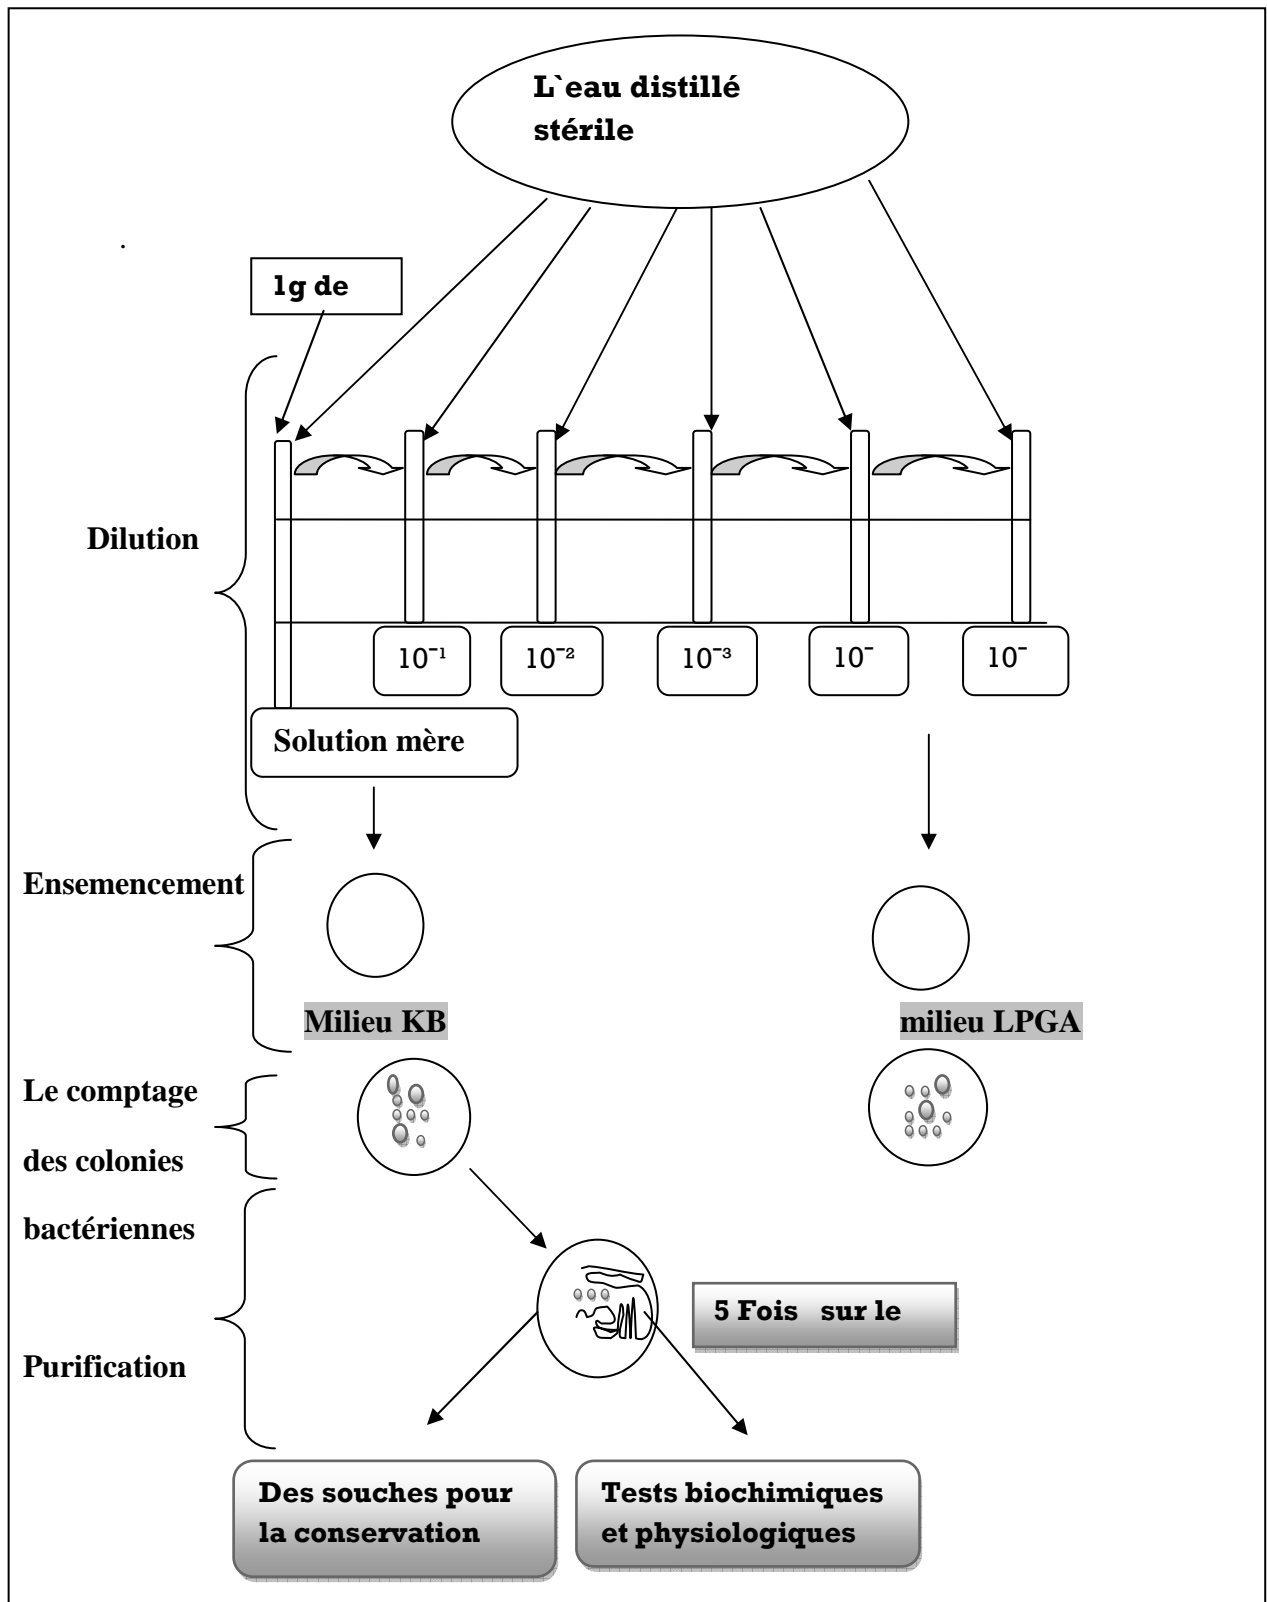 L`eau distillé
stérile
1g de
Dilution
10⁻¹
10⁻²
10⁻³
10⁻
10⁻
Solution mère
Ensemencement
Milieu KB
milieu LPGA
Le comptage
des colonies
bactériennes
5 Fois sur le
Purification
Des souches pour
la conservation
Tests biochimiques
et physiologiques